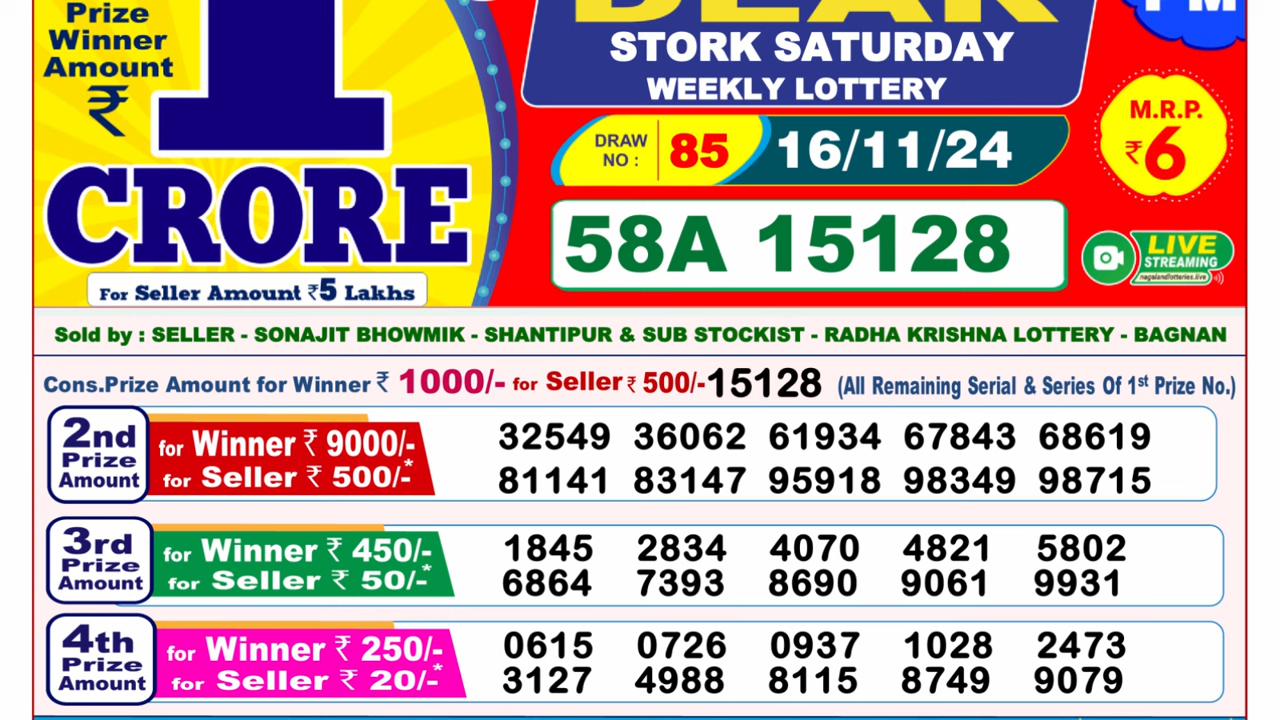 Prize
Winner
Amount
₹
1
CRORE
For Seller Amount ₹5 Lakhs
DEAR
STORK SATURDAY
WEEKLY LOTTERY
PM
DRAW NO : 85 16/11/24
M.R.P.
₹6
58A 15128
LIVE
STREAMING
nagalandlotteries.live
Sold by : SELLER - SONAJIT BHOWMIK - SHANTIPUR & SUB STOCKIST - RADHA KRISHNA LOTTERY - BAGNAN
Cons.Prize Amount for Winner ₹ 1000/- for Seller ₹ 500/- 15128 (All Remaining Serial & Series Of 1st Prize No.)
2nd
Prize
Amount
for Winner ₹ 9000/-
for Seller ₹ 500/-*
32549 36062 61934 67843 68619
81141 83147 95918 98349 98715
3rd
Prize
Amount
for Winner ₹ 450/-
for Seller ₹ 50/-*
1845 2834 4070 4821 5802
6864 7393 8690 9061 9931
4th
Prize
Amount
for Winner ₹ 250/-
for Seller ₹ 20/-*
0615 0726 0937 1028 2473
3127 4988 8115 8749 9079